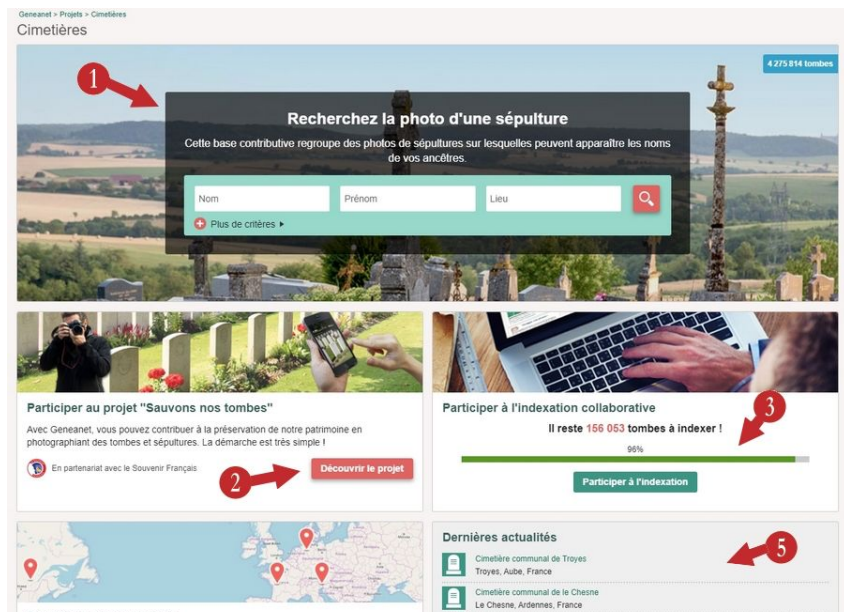 Geneanet > Projets > Cimetières
Cimetières
4 275 814 tombes
1
Recherchez la photo d'une sépulture
Cette base contributive regroupe des photos de sépultures sur lesquelles peuvent apparaître les noms
de vos ancêtres.
Nom Prénom Lieu
Plus de critères
Participer au projet "Sauvons nos tombes"
Avec Geneanet, vous pouvez contribuer à la préservation de notre patrimoine en
photographiant des tombes et sépultures. La démarche est très simple !
En partenariat avec le Souvenir Français
2
Découvrir le projet
Participer à l'indexation collaborative
3
Il reste 156 053 tombes à indexer !
96%
Participer à l'indexation
Dernières actualités
5
Cimetière communal de Troyes
Troyes, Aube, France
Cimetière communal de le Chesne
Le Chesne, Ardennes, France